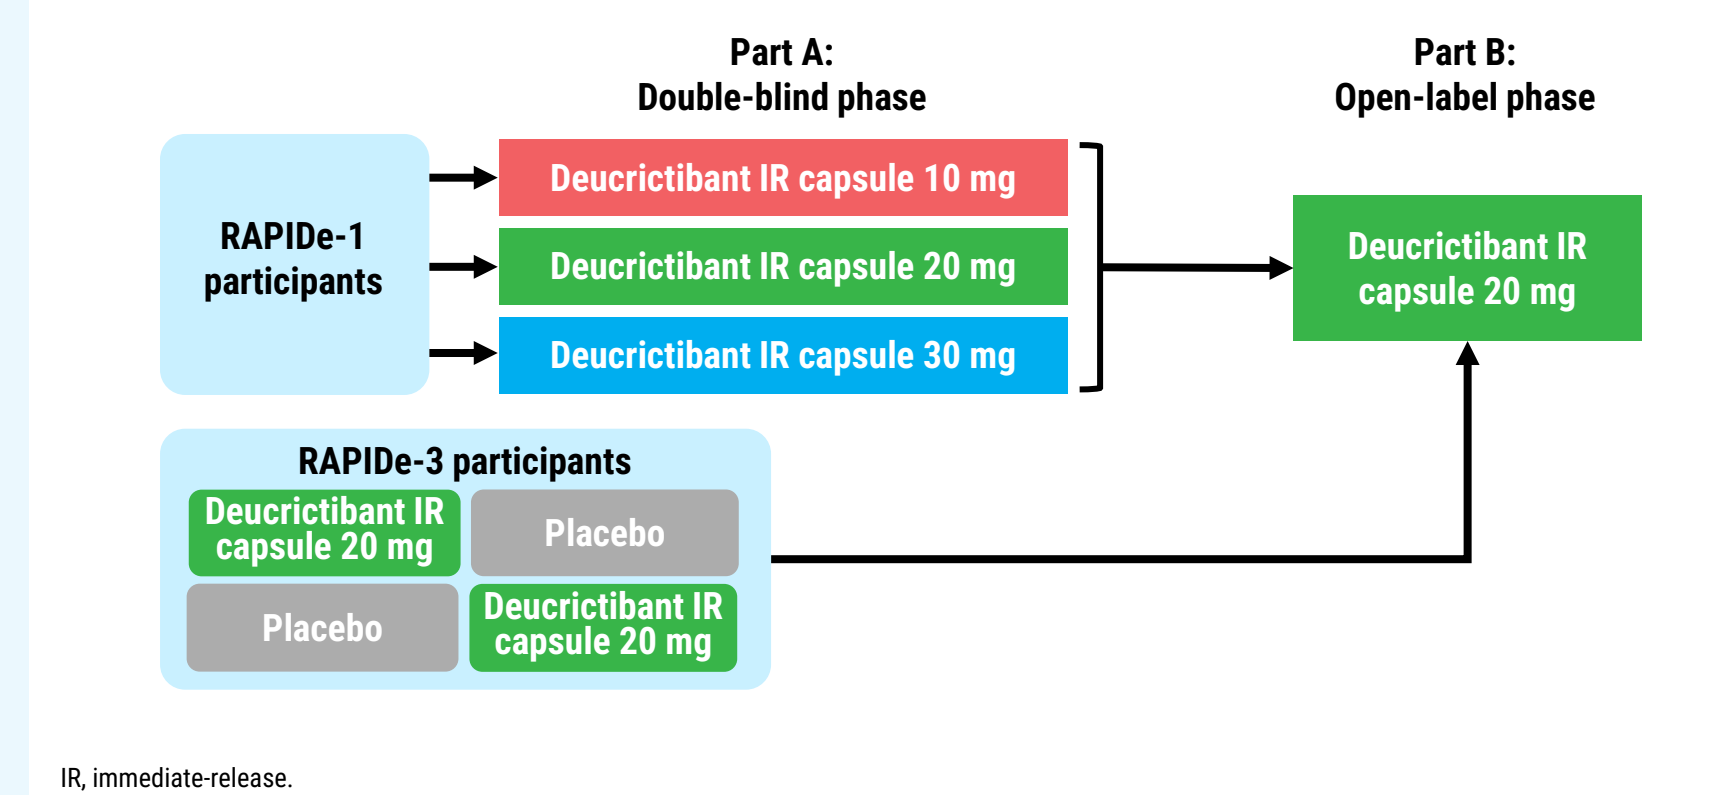 Part A:
Double-blind phase
Part B:
Open-label phase
RAPIDe-1
participants
Deucrictibant IR capsule 10 mg
Deucrictibant IR capsule 20 mg
Deucrictibant IR capsule 30 mg
Deucrictibant IR
capsule 20 mg
RAPIDe-3 participants
Deucrictibant IR
capsule 20 mg
Placebo
Placebo
Deucrictibant IR
capsule 20 mg
IR, immediate-release.